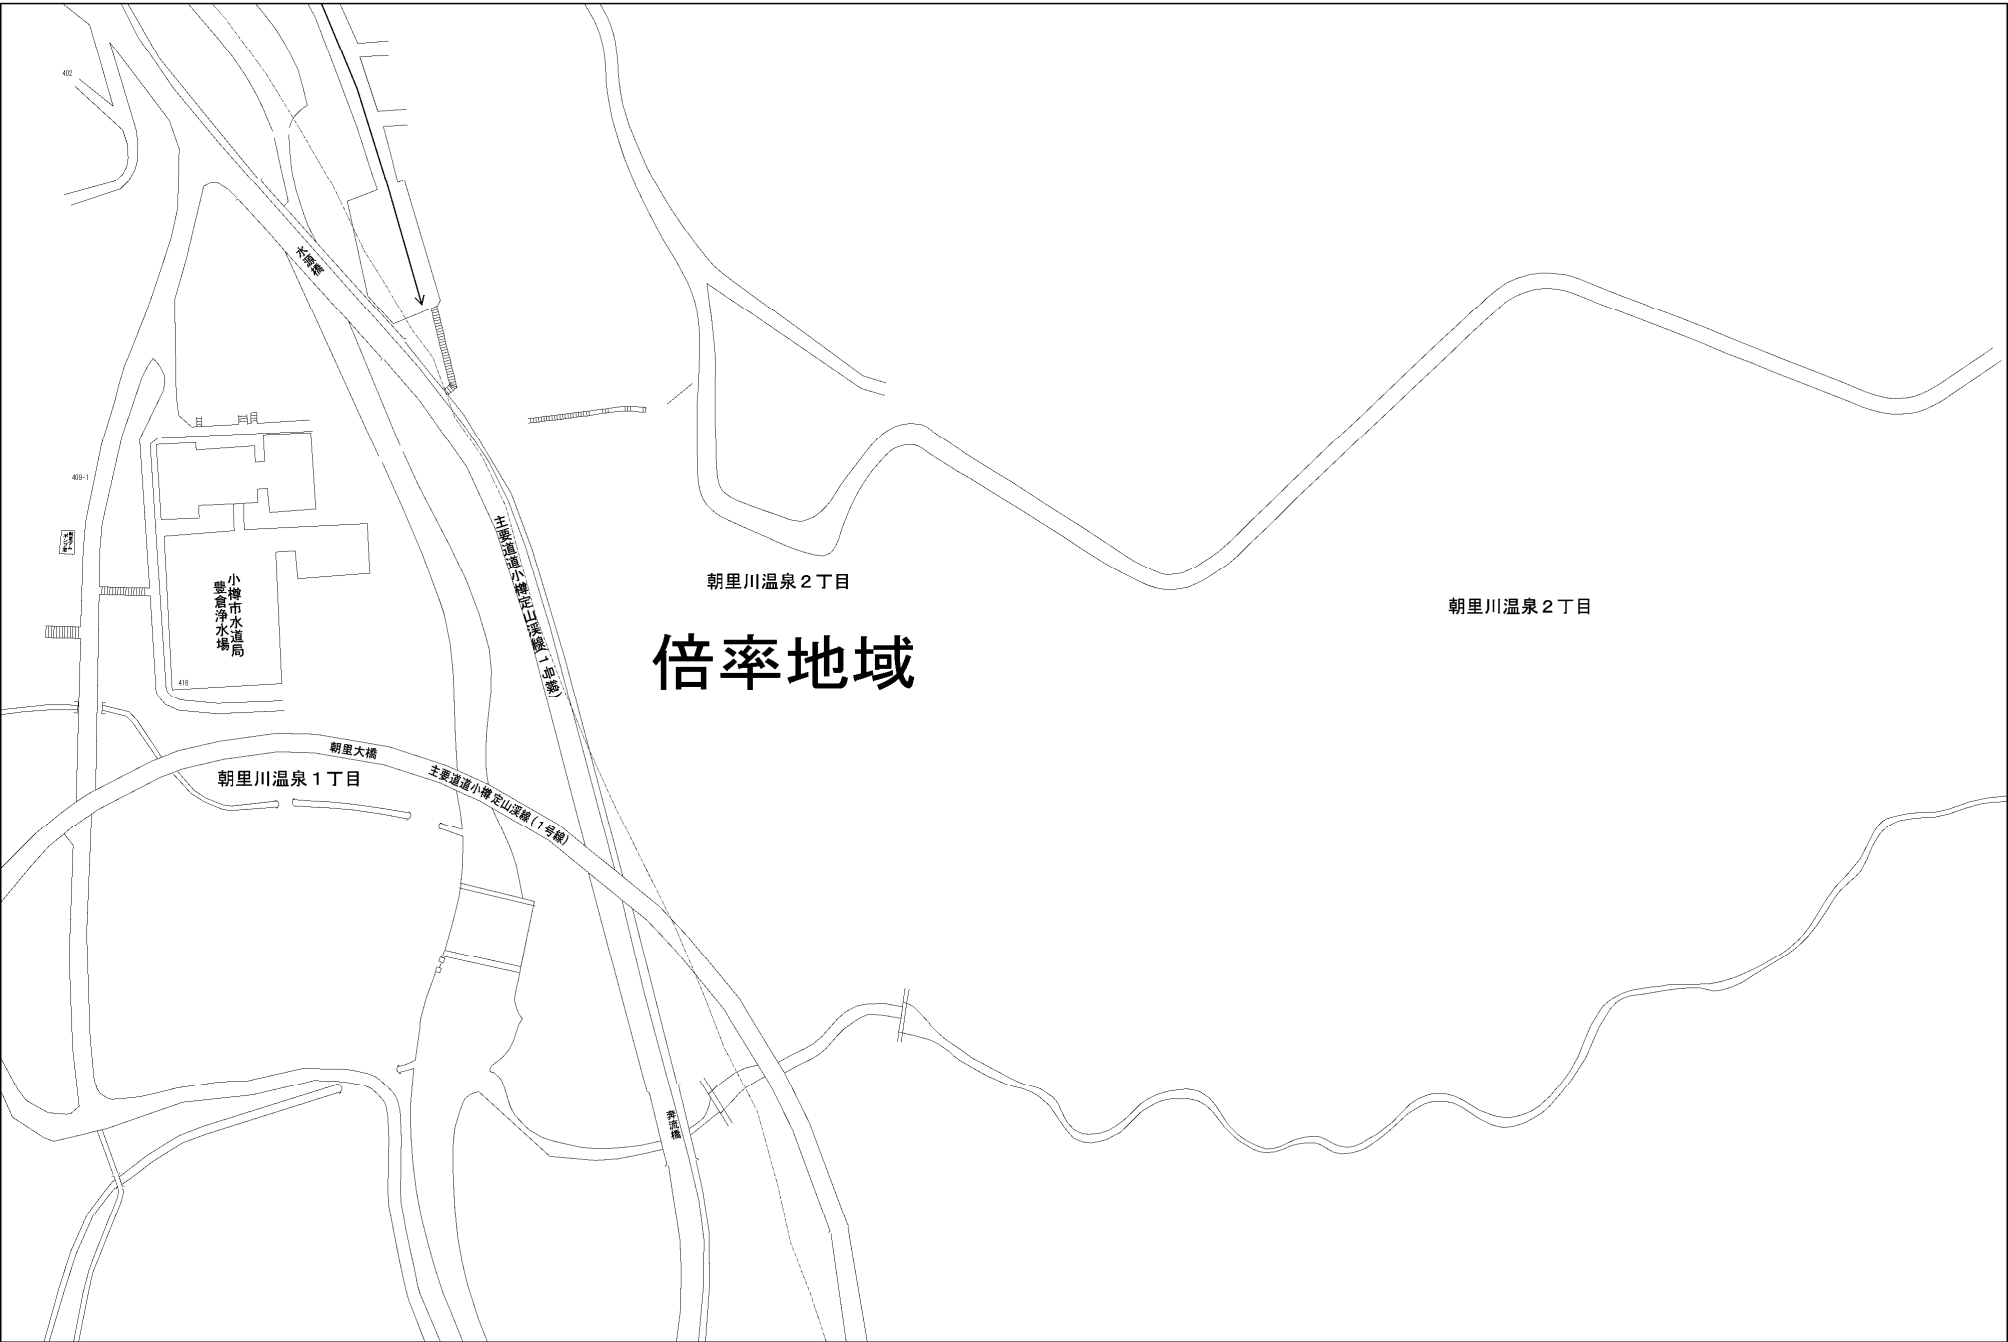 402
水源橋
409-1
主要道道小樽定山渓線(1号線)
小樽市水道局
豊倉浄水場
416
朝里川温泉2丁目
朝里川温泉2丁目
倍率地域
朝里大橋
主要道道小樽定山渓線(1号線)
朝里川温泉1丁目
奔流橋